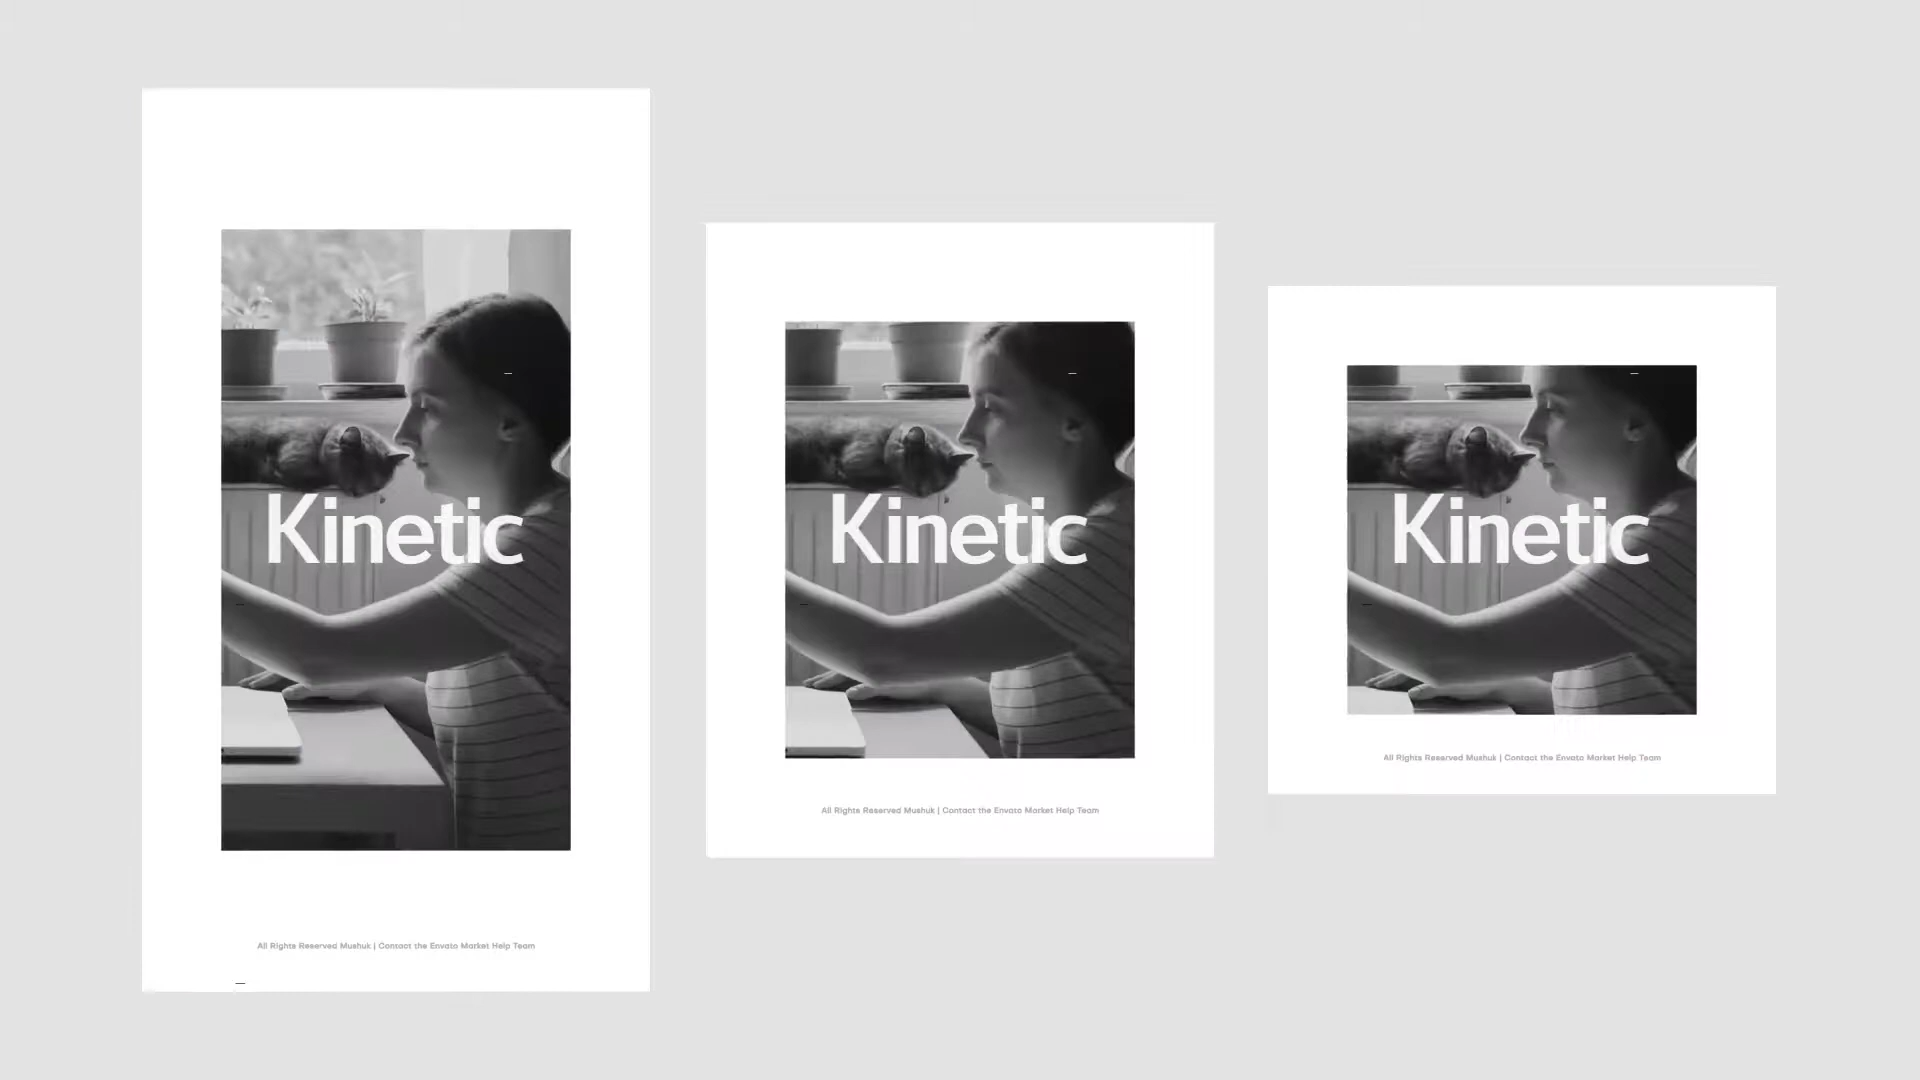 Kinetic
All Rights Reserved Mushuk | Contact the Envato Market Help Team
Kinetic
All Rights Reserved Mushuk | Contact the Envato Market Help Team
Kinetic
All Rights Reserved Mushuk | Contact the Envato Market Help Team